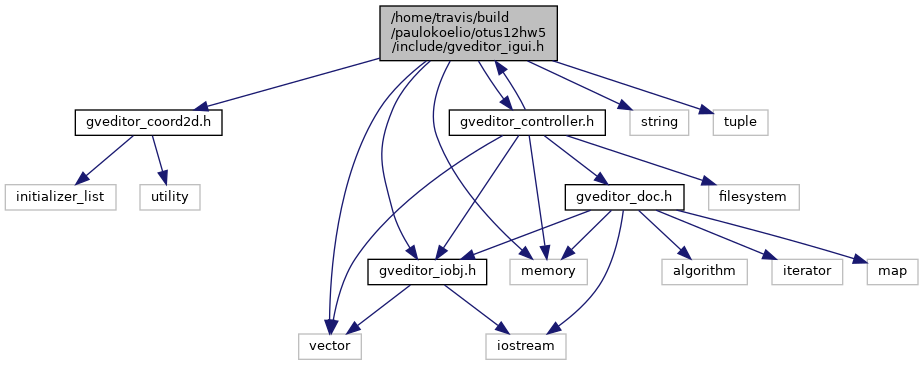 /home/travis/build
/paulokoelio/otus12hw5
/include/gveditor_igui.h
gveditor_coord2d.h
gveditor_controller.h
string
tuple
initializer_list
utility
gveditor_doc.h
filesystem
gveditor_iobj.h
memory
algorithm
iterator
map
vector
iostream